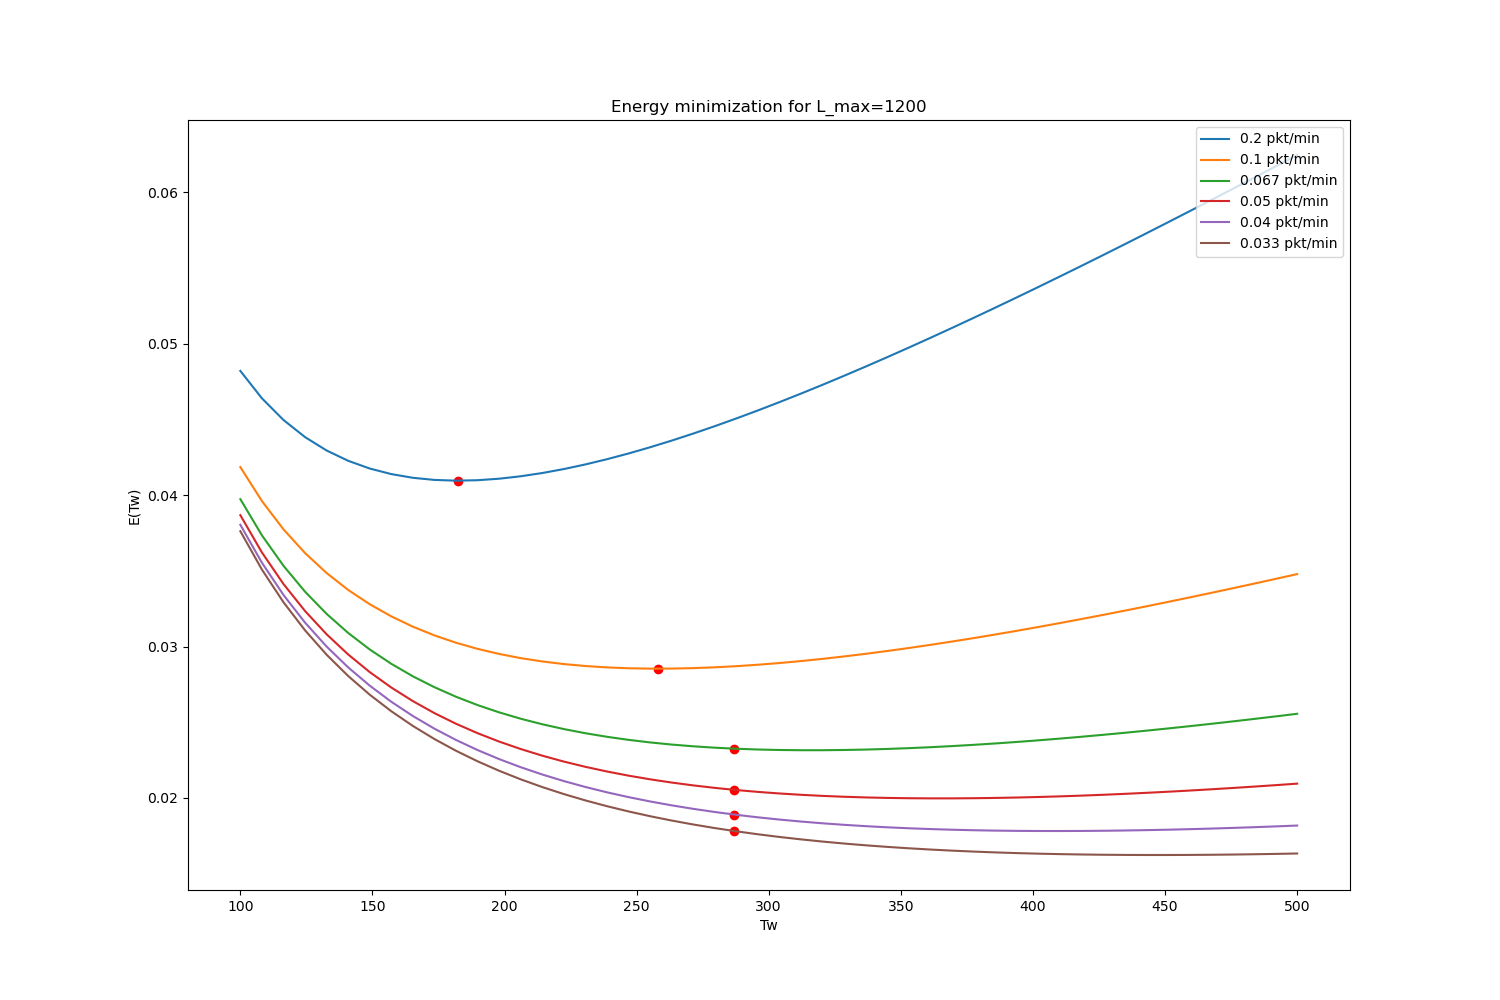 Energy minimization for L_max=1200
0.2 pkt/min
0.1 pkt/min
0.067 pkt/min
0.05 pkt/min
0.04 pkt/min
0.033 pkt/min
0.06
0.05
0.04
0.03
0.02
E(Tw)
100 150 200 250 300 350 400 450 500
Tw